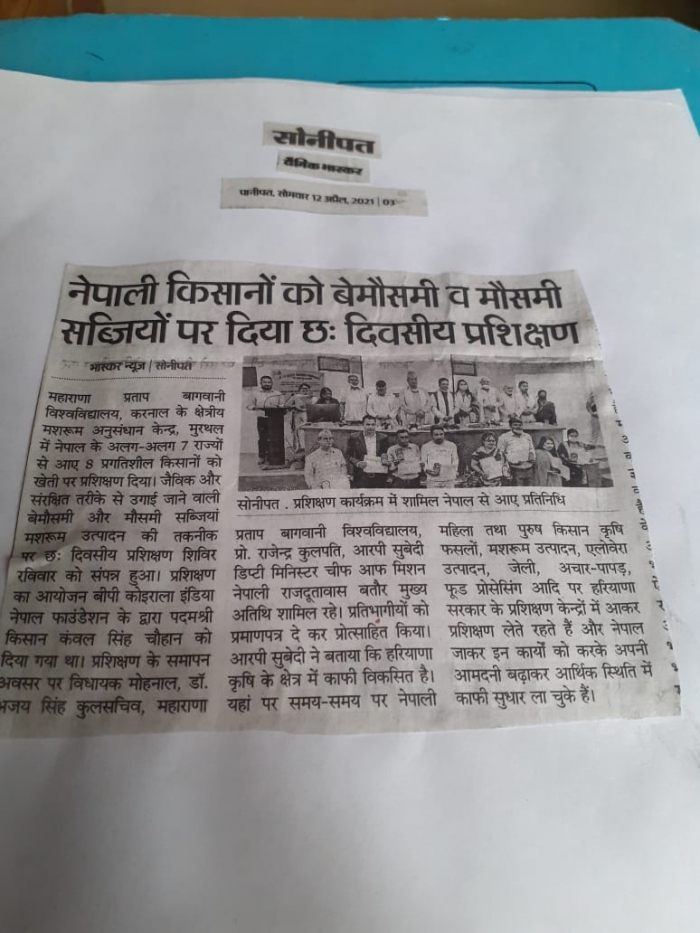 सोनीपत
दैनिक भास्कर
पानीपत, सोमवार 12 अप्रैल, 2021 | 03
नेपाली किसानों को बेमौसमी व मौसमी
सब्जियों पर दिया छः दिवसीय प्रशिक्षण
भास्कर न्यूज | सोनीपत
महाराणा प्रताप बागवानी
विश्वविद्यालय, करनाल के क्षेत्रीय
मशरूम अनुसंधान केन्द्र, मुरथल
में नेपाल के अलग-अलग 7 राज्यों
से आए 8 प्रगतिशील किसानों को
खेती पर प्रशिक्षण दिया। जैविक और
संरक्षित तरीके से उगाई जाने वाली
बेमौसमी और मौसमी सब्जियां
मशरूम उत्पादन की तकनीक
पर छः दिवसीय प्रशिक्षण शिविर
रविवार को संपन्न हुआ। प्रशिक्षण
का आयोजन बीपी कोइराला इंडिया
नेपाल फाउंडेशन के द्वारा पदमश्री
किसान कंवल सिंह चौहान को
दिया गया था। प्रशिक्षण के समापन
अवसर पर विधायक मोहनाल, डॉ.
अजय सिंह कुलसचिव, महाराणा
सोनीपत . प्रशिक्षण कार्यक्रम में शामिल नेपाल से आए प्रतिनिधि
प्रताप बागवानी विश्वविद्यालय,
प्रो. राजेन्द्र कुलपति, आरपी सुबेदी
डिप्टी मिनिस्टर चीफ आफ मिशन
नेपाली राजदूतावास बतौर मुख्य
अतिथि शामिल रहे। प्रतिभागीयों को
प्रमाणपत्र दे कर प्रोत्साहित किया।
आरपी सुबेदी ने बताया कि हरियाणा
कृषि के क्षेत्र में काफी विकसित है।
यहां पर समय-समय पर नेपाली
महिला तथा पुरुष किसान कृषि
फसलों, मशरूम उत्पादन, एलोवेरा
उत्पादन, जेली, अचार-पापड़,
फूड प्रोसेसिंग आदि पर हरियाणा
सरकार के प्रशिक्षण केन्द्रों में आकर
प्रशिक्षण लेते रहते हैं और नेपाल
जाकर इन कार्यों को करके अपनी
आमदनी बढ़ाकर आर्थिक स्थिति में
काफी सुधार ला चुके हैं।